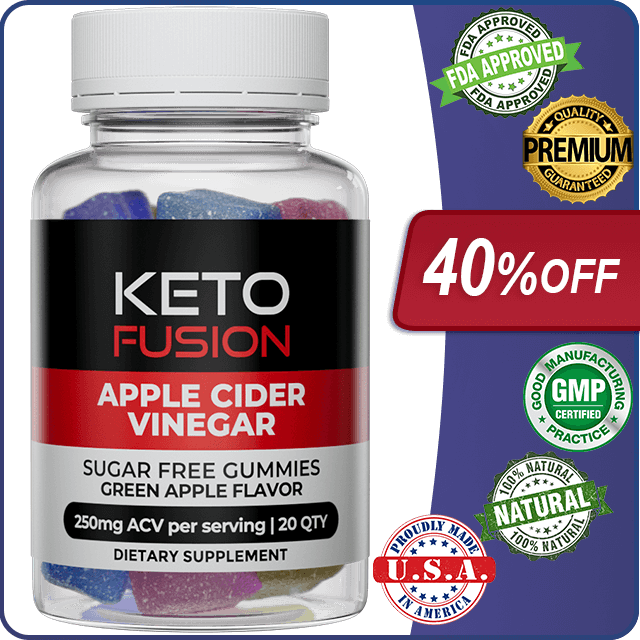 KETO
FUSION
APPLE CIDER
VINEGAR
SUGAR FREE GUMMIES
GREEN APPLE FLAVOR
250mg ACV per serving | 20 QTY
DIETARY SUPPLEMENT
FDA APPROVED
FDA APPROVED
FDA APPROVED
QUALITY
PREMIUM
GUARANTEED
40%OFF
GOOD MANUFACTURING
GMP
CERTIFIED
PRACTICE
100% NATURAL
NATURAL
100% NATURAL
PROUDLY MADE
U.S.A.
IN AMERICA